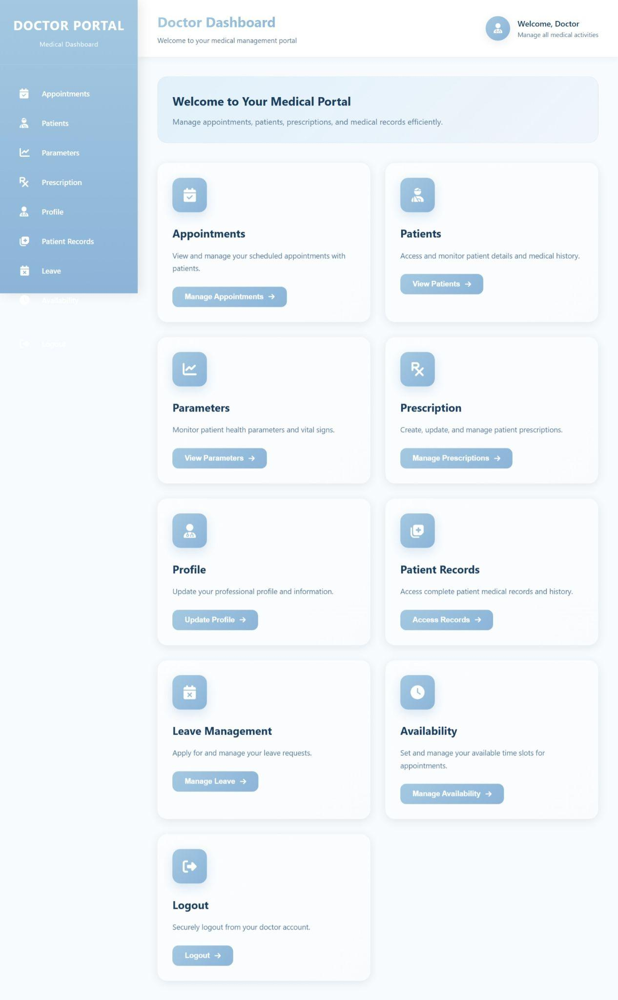 DOCTOR PORTAL
Medical Dashboard
Appointments
Patients
Parameters
Prescription
Profile
Patient Records
Leave
Availability
Logout
Doctor Dashboard
Welcome to your medical management portal
Welcome, Doctor
Manage all medical activities
Welcome to Your Medical Portal
Manage appointments, patients, prescriptions, and medical records efficiently.
Appointments
View and manage your scheduled appointments with
patients.
Manage Appointments →
Patients
Access and monitor patient details and medical history.
View Patients →
Parameters
Monitor patient health parameters and vital signs.
View Parameters →
Prescription
Create, update, and manage patient prescriptions.
Manage Prescriptions →
Profile
Update your professional profile and information.
Update Profile →
Patient Records
Access complete patient medical records and history.
Access Records →
Leave Management
Apply for and manage your leave requests.
Manage Leave →
Availability
Set and manage your available time slots for
appointments.
Manage Availability →
Logout
Securely logout from your doctor account.
Logout →